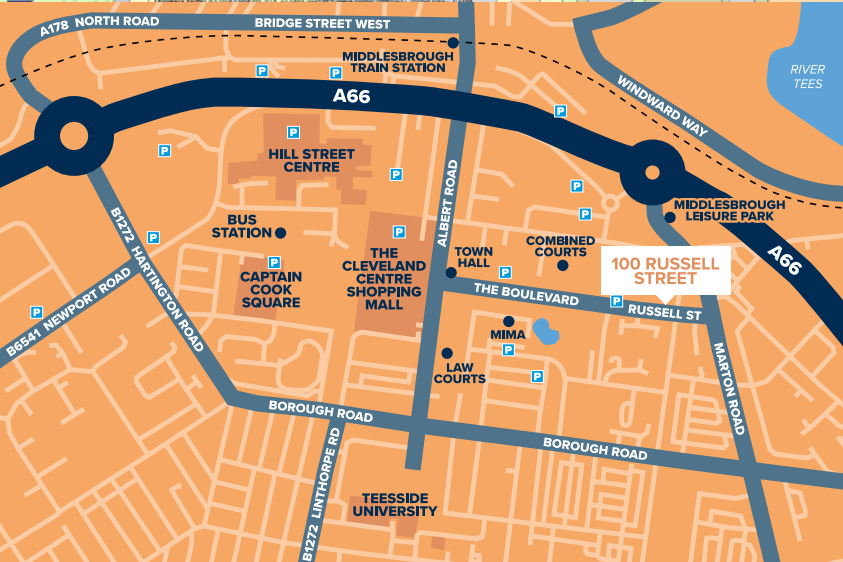 A178 NORTH ROAD
BRIDGE STREET WEST
MIDDLESBROUGH
TRAIN STATION
RIVER
TEES
WINDWARD WAY
P
P
A66
P
P
HILL STREET
CENTRE
P
P
P
ALBERT ROAD
P
MIDDLESBROUGH
LEISURE PARK
B1272 HARTINGTON ROAD
BUS
STATION
P
P
THE
CLEVELAND
CENTRE
SHOPPING
MALL
TOWN
HALL
COMBINED
COURTS
A66
P
CAPTAIN
COOK
SQUARE
P
100 RUSSELL
STREET
THE BOULEVARD
P
RUSSELL ST
B6541 NEWPORT ROAD
P
MIMA
P
LAW
COURTS
P
MARTON ROAD
BOROUGH ROAD
BOROUGH ROAD
B1272 LINTHORPE RD
TEESSIDE
UNIVERSITY